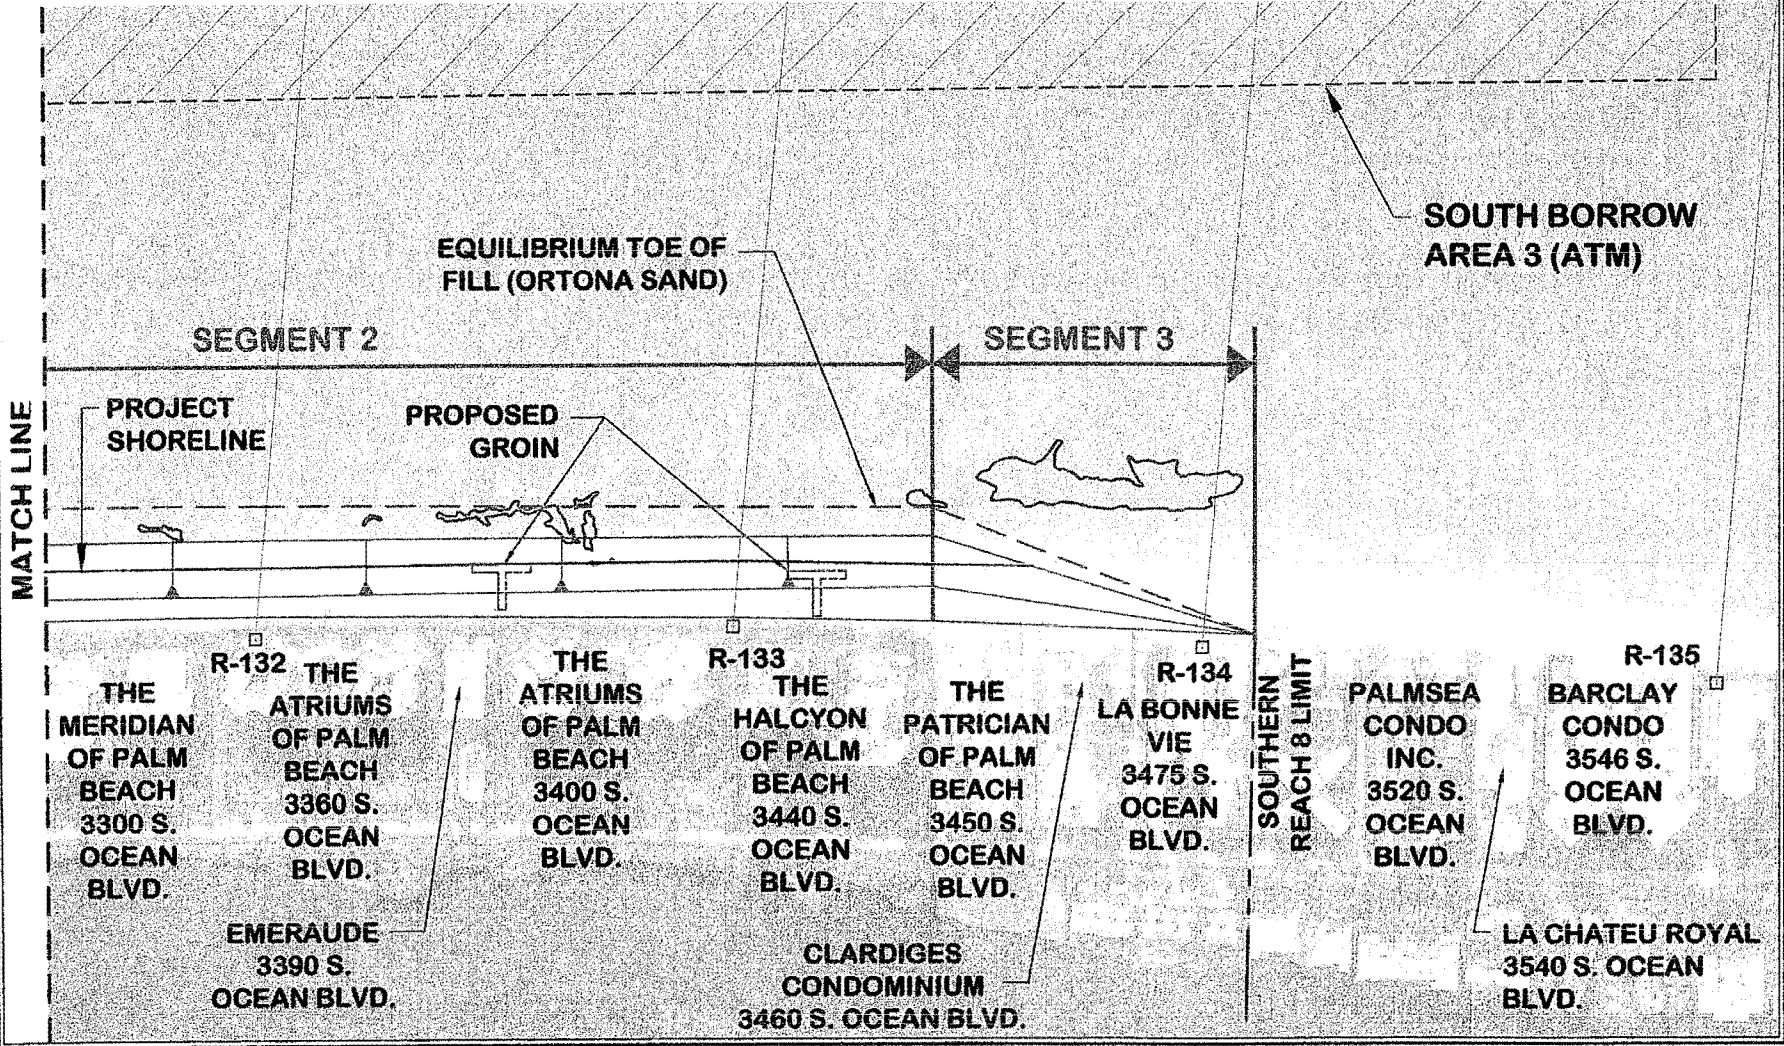 SOUTH BORROW
AREA 3 (ATM)
EQUILIBRIUM TOE OF
FILL (ORTONA SAND)
SEGMENT 2
SEGMENT 3
MATCH LINE
PROJECT
SHORELINE
PROPOSED
GROIN
R-132
R-133
R-134
R-135
THE
MERIDIAN
OF PALM
BEACH
3300 S.
OCEAN
BLVD.
THE
ATRIUMS
OF PALM
BEACH
3360 S.
OCEAN
BLVD.
EMERAUDE
3390 S.
OCEAN BLVD.
THE
ATRIUMS
OF PALM
BEACH
3400 S.
OCEAN
BLVD.
THE
HALCYON
OF PALM
BEACH
3440 S.
OCEAN
BLVD.
THE
PATRICIAN
OF PALM
BEACH
3450 S.
OCEAN
BLVD.
CLARDIGES
CONDOMINIUM
3460 S. OCEAN BLVD.
LA BONNE
VIE
3475 S.
OCEAN
BLVD.
SOUTHERN
REACH 8 LIMIT
PALMSEA
CONDO
INC.
3520 S.
OCEAN
BLVD.
LA CHATEU ROYAL
3540 S. OCEAN
BLVD.
BARCLAY
CONDO
3546 S.
OCEAN
BLVD.